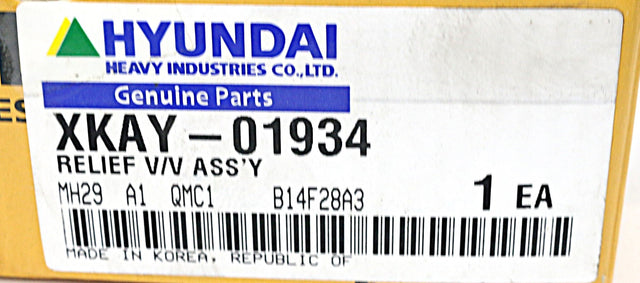 HYUNDAI
HEAVY INDUSTRIES CO.,LTD.
Genuine Parts
XKAY-01934
RELIEF V/V ASS'Y
MH29 A1 QMC1 B14F28A3
1 EA
MADE IN KOREA, REPUBLIC OF
ES